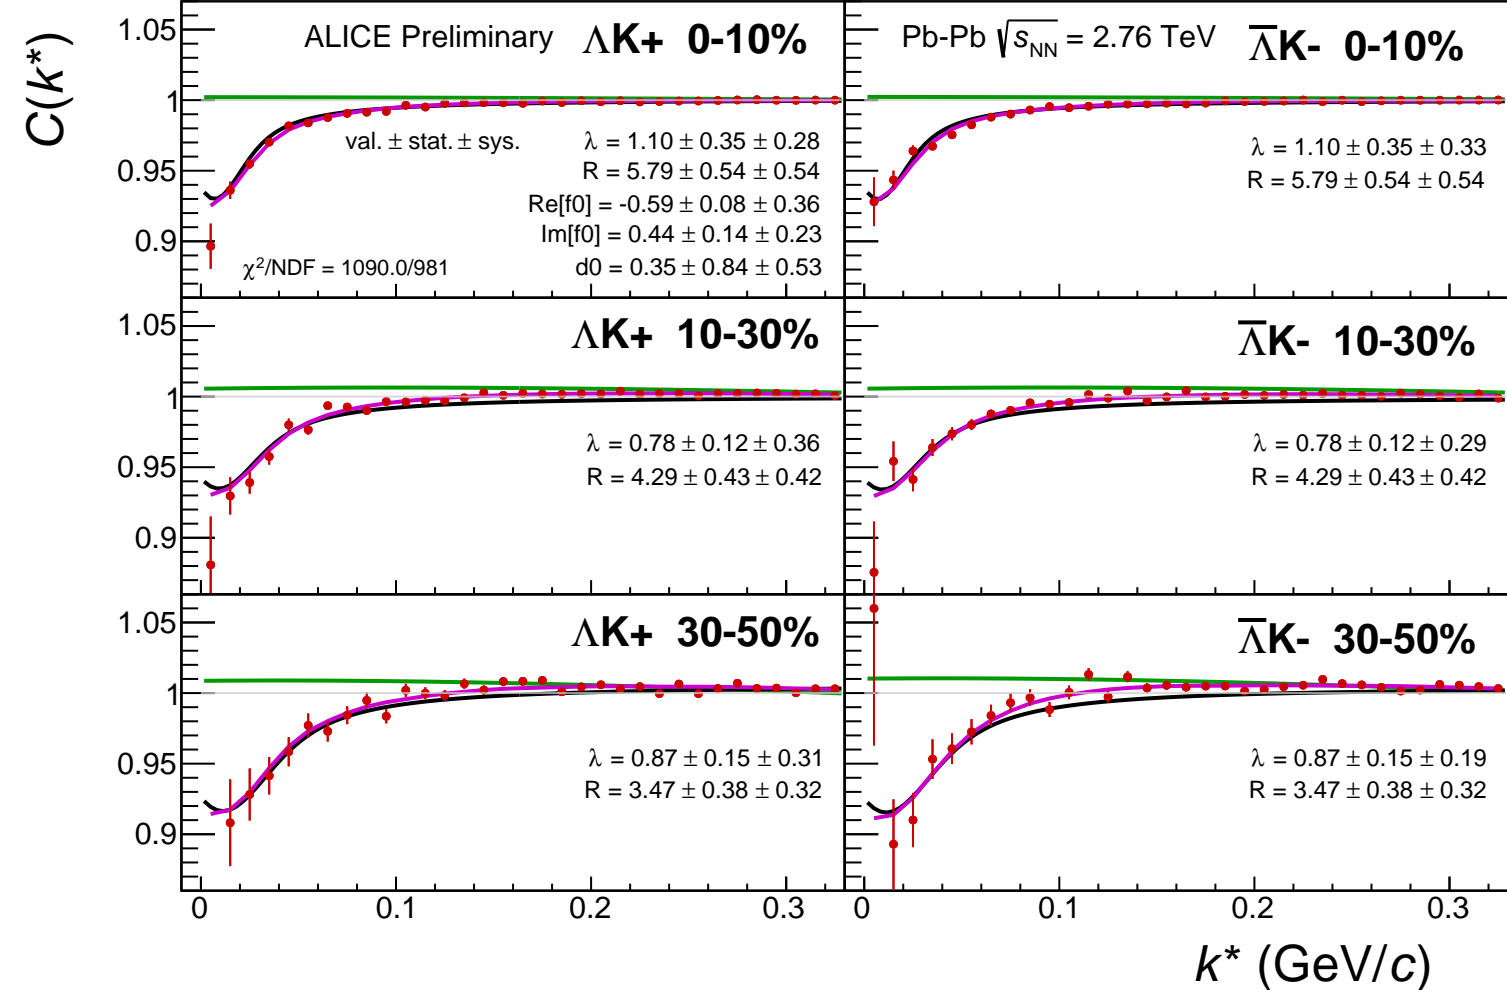 C(k*)
ALICE Preliminary ΛK+ 0-10%
1.05
1
0.95
0.9
val. ± stat. ± sys.
λ = 1.10 ± 0.35 ± 0.28
R = 5.79 ± 0.54 ± 0.54
Re[f0] = -0.59 ± 0.08 ± 0.36
Im[f0] = 0.44 ± 0.14 ± 0.23
d0 = 0.35 ± 0.84 ± 0.53
χ²/NDF = 1090.0/981
Pb-Pb √sNN = 2.76 TeV Λ̅K- 0-10%
λ = 1.10 ± 0.35 ± 0.33
R = 5.79 ± 0.54 ± 0.54
ΛK+ 10-30%
1.05
1
0.95
0.9
λ = 0.78 ± 0.12 ± 0.36
R = 4.29 ± 0.43 ± 0.42
Λ̅K- 10-30%
λ = 0.78 ± 0.12 ± 0.29
R = 4.29 ± 0.43 ± 0.42
ΛK+ 30-50%
1.05
1
0.95
0.9
λ = 0.87 ± 0.15 ± 0.31
R = 3.47 ± 0.38 ± 0.32
Λ̅K- 30-50%
λ = 0.87 ± 0.15 ± 0.19
R = 3.47 ± 0.38 ± 0.32
0 0.1 0.2 0.3 0 0.1 0.2 0.3
k* (GeV/c)